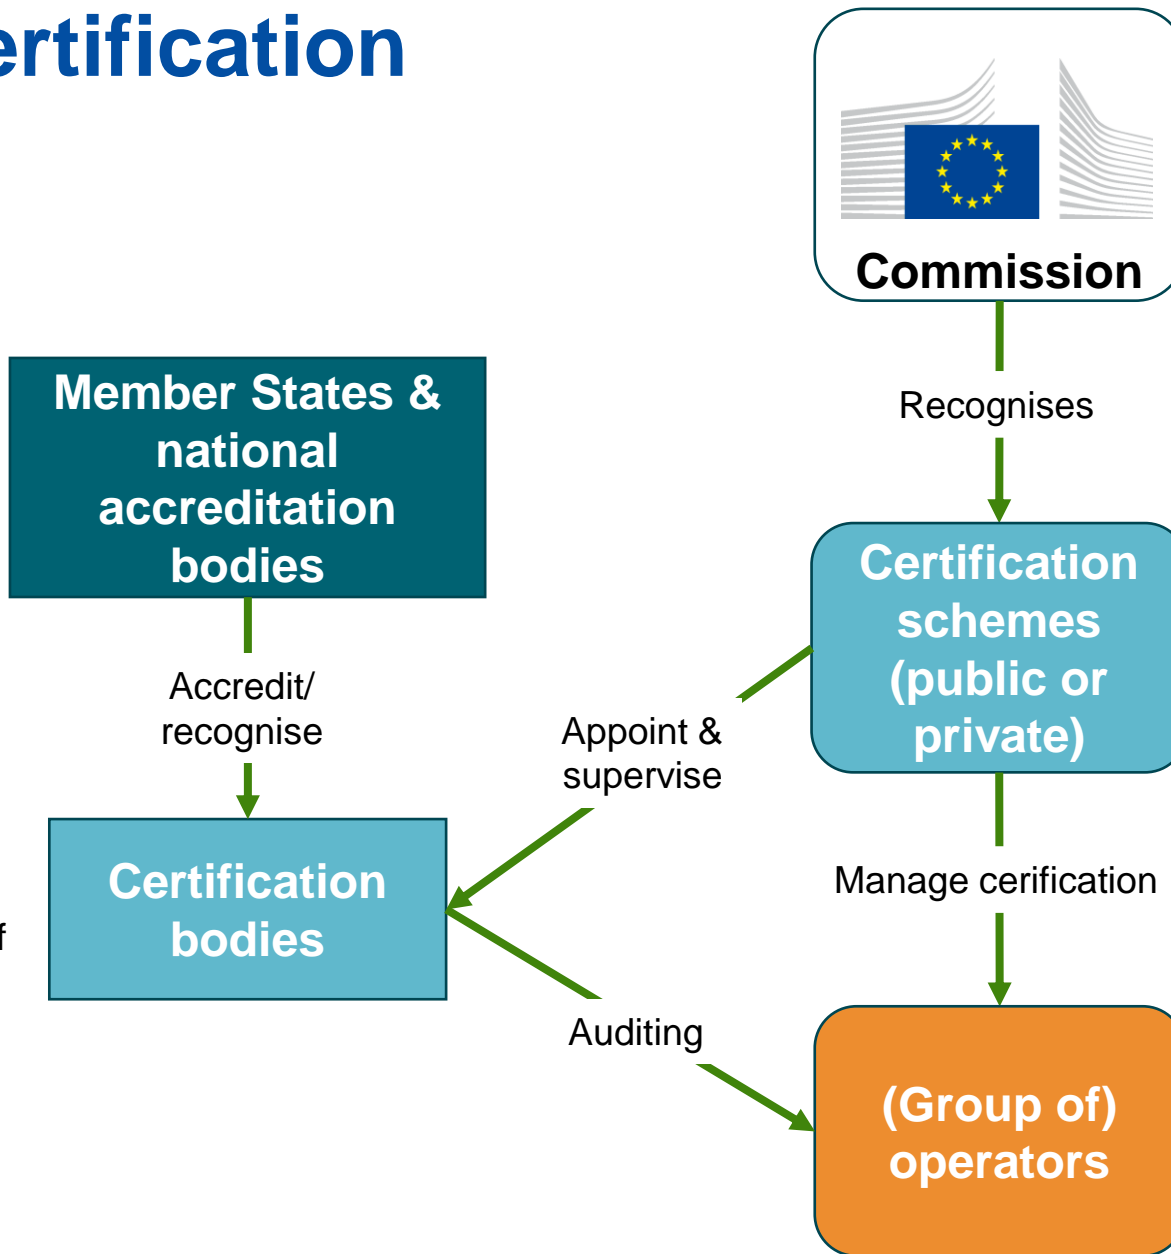 ertification
Commission
Recognises
Member States &
national
accreditation
bodies
Certification
schemes
(public or
private)
Accredit/
recognise
Appoint &
supervise
Certification
bodies
f
Manage cerification
Auditing
(Group of)
operators